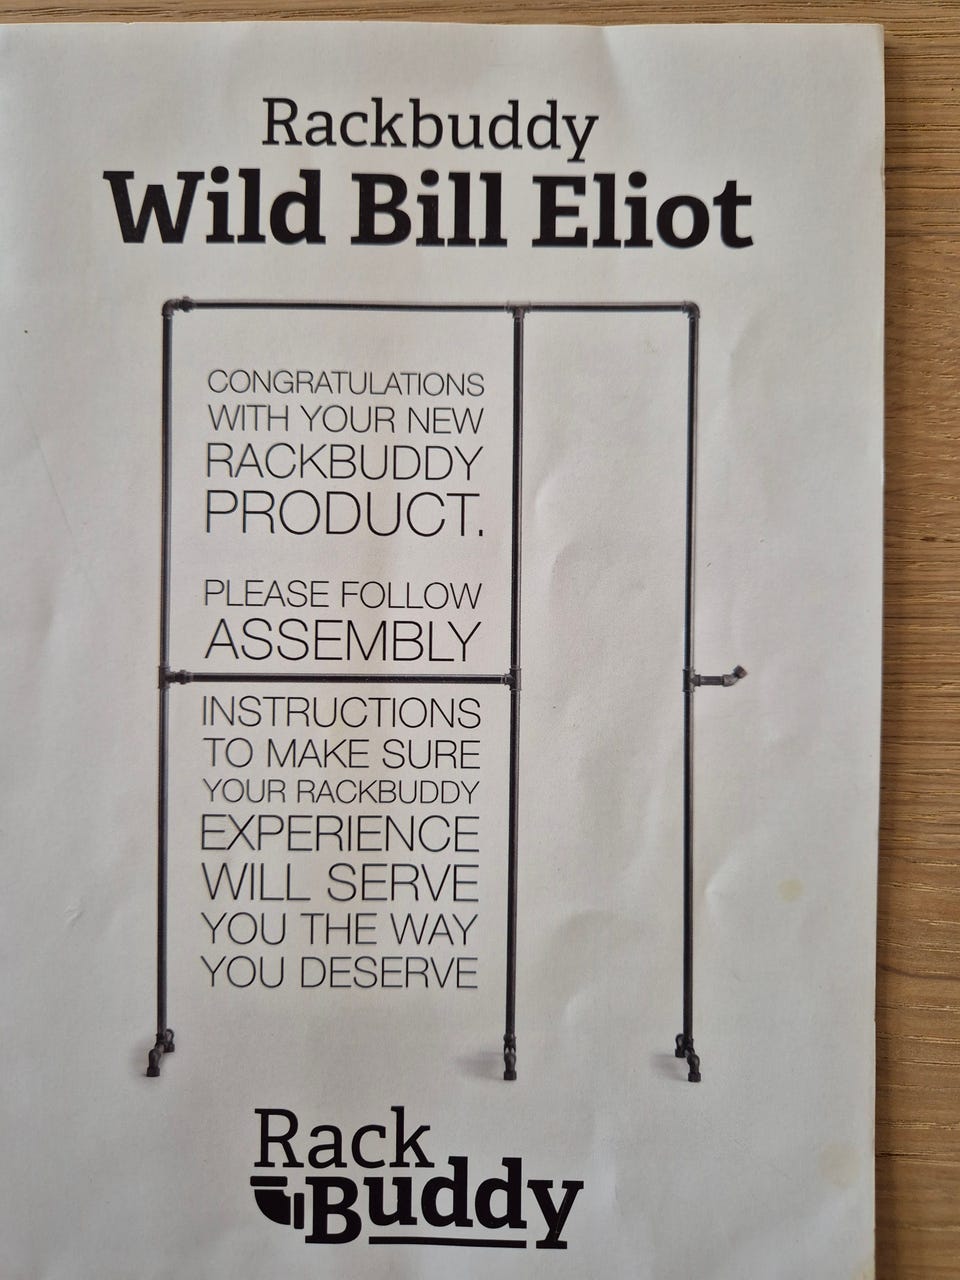 Rackbuddy
Wild Bill Eliot
CONGRATULATIONS
WITH YOUR NEW
RACKBUDDY
PRODUCT.
PLEASE FOLLOW
ASSEMBLY
INSTRUCTIONS
TO MAKE SURE
YOUR RACKBUDDY
EXPERIENCE
WILL SERVE
YOU THE WAY
YOU DESERVE
Rack
Buddy